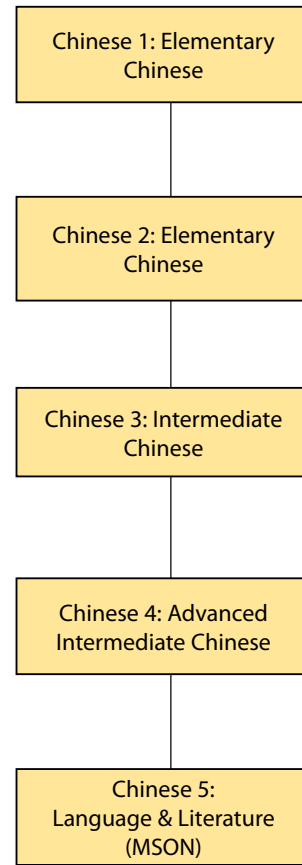 Chinese 1: Elementary
Chinese
Chinese 2: Elementary
Chinese
Chinese 3: Intermediate
Chinese
Chinese 4: Advanced
Intermediate Chinese
Chinese 5:
Language & Literature
(MSON)